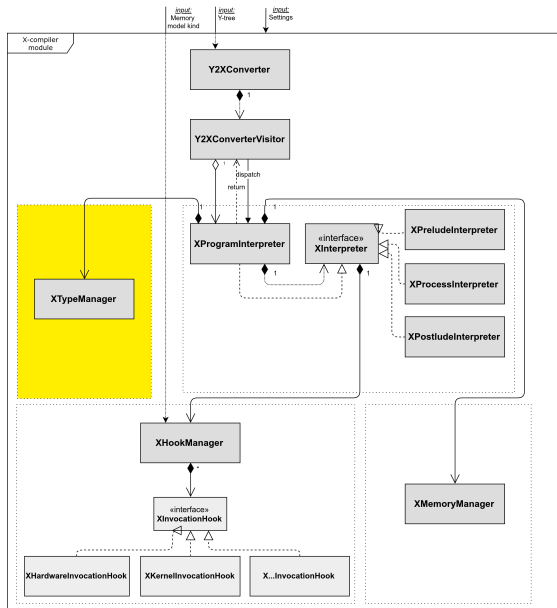 input:
Memory
model kind
input:
Y-tree
input:
Settings
X-compiler
module
Y2XConverter
1
Y2XConverterVisitor
1
dispatch
return
1
1
XProgramInterpreter
«interface»
XInterpreter
XPreludeInterpreter
1
1
XProcessInterpreter
XTypeManager
XPostludeInterpreter
XHookManager
*
XMemoryManager
«interface»
XInvocationHook
XHardwareInvocationHook
XKernelInvocationHook
X...InvocationHook